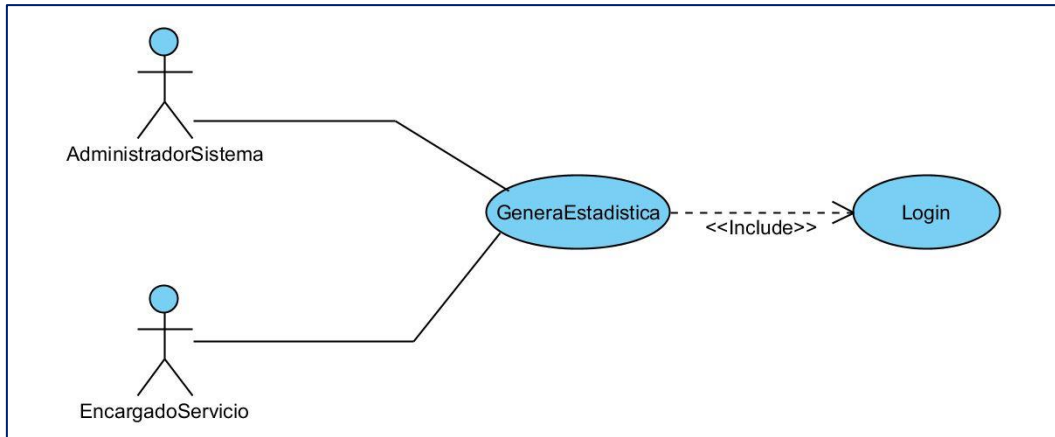 AdministradorSistema
GeneraEstadistica
<<Include>>
Login
EncargadoServicio